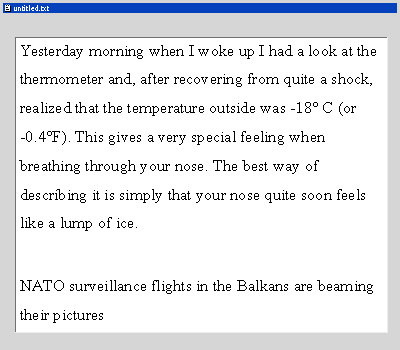 untitled.txt
Yesterday morning when I woke up I had a look at the
thermometer and, after recovering from quite a shock,
realized that the temperature outside was -18° C (or
-0.4°F). This gives a very special feeling when
breathing through your nose. The best way of
describing it is simply that your nose quite soon feels
like a lump of ice.
NATO surveillance flights in the Balkans are beaming
their pictures